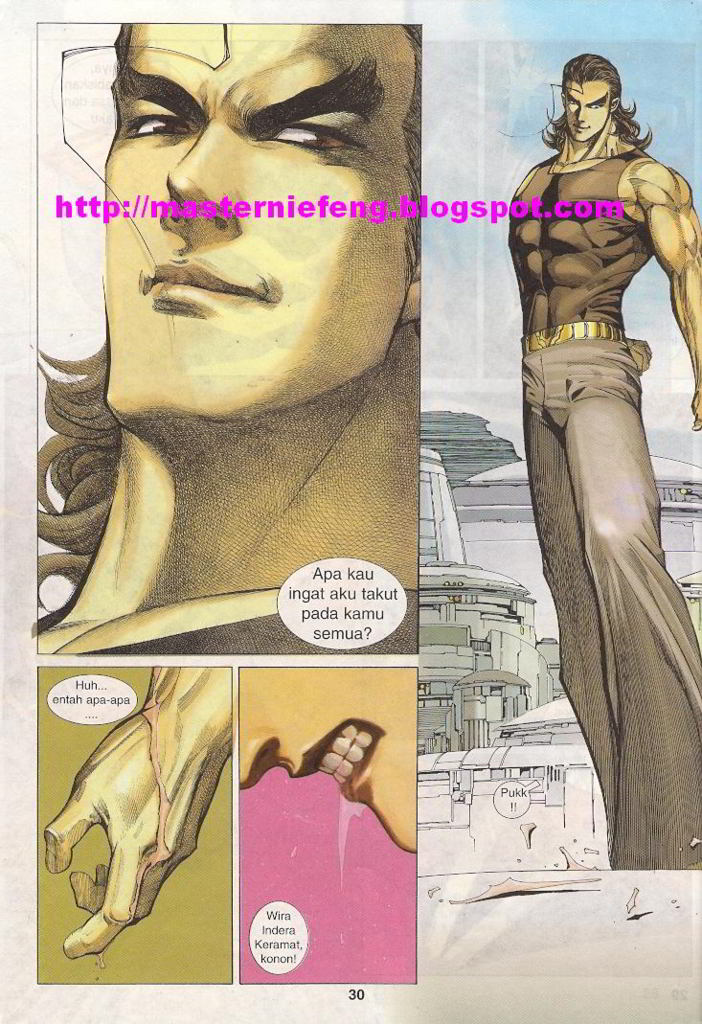 http://masterniefeng.blogspot.com
Apa kau
ingat aku takut
pada kamu
semua?
Huh...
entah apa-apa
....
Wira
Indera
Keramat,
konon!
Pukk
!!
30